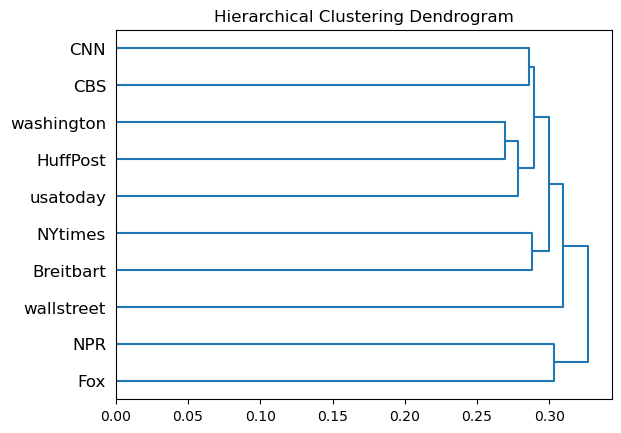 Hierarchical Clustering Dendrogram
CNN
CBS
washington
HuffPost
usatoday
NYtimes
Breitbart
wallstreet
NPR
Fox
0.00 0.05 0.10 0.15 0.20 0.25 0.30